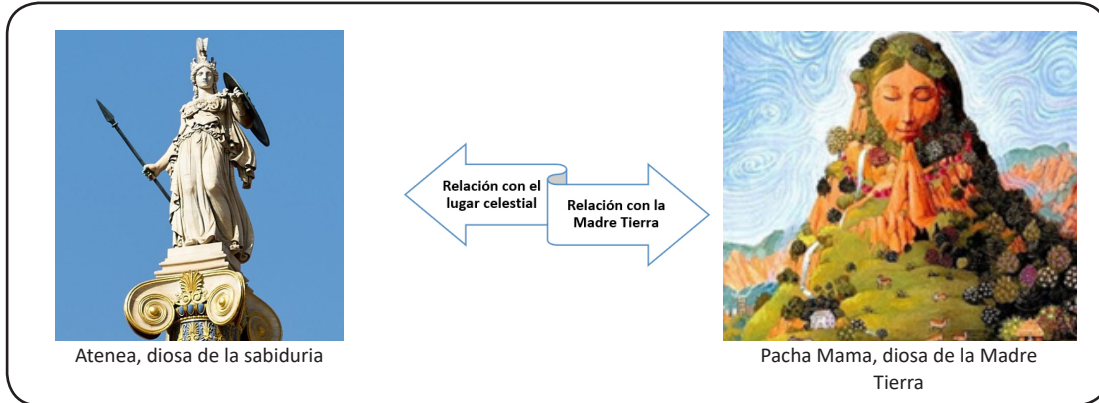 Relación con el
lugar celestial
Relación con la
Madre Tierra
Atenea, diosa de la sabiduria
Pacha Mama, diosa de la Madre
Tierra